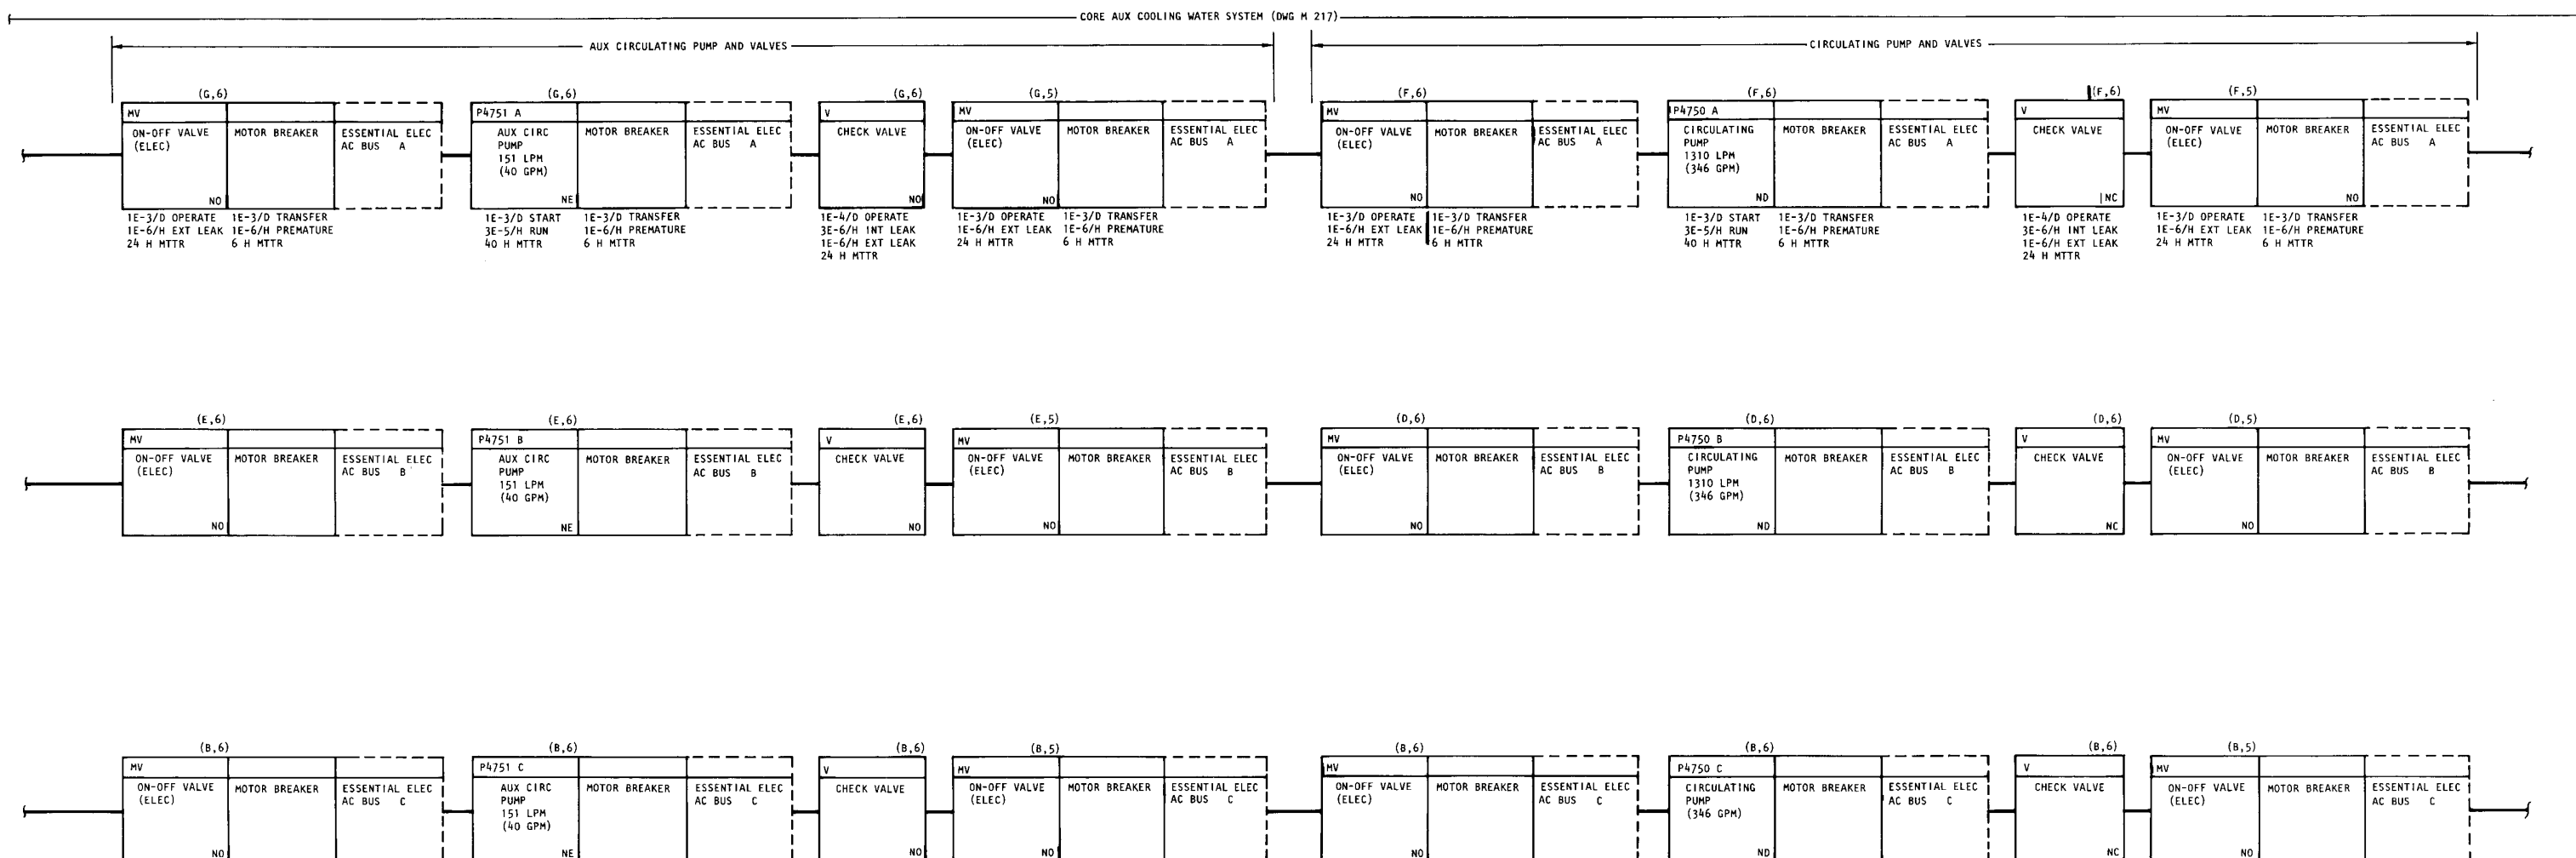 CORE AUX COOLING WATER SYSTEM (DWG M 217)
AUX CIRCULATING PUMP AND VALVES
CIRCULATING PUMP AND VALVES
(G,6)
MV
ON-OFF VALVE
(ELEC)
NO
MOTOR BREAKER
ESSENTIAL ELEC
AC BUS A
1E-3/D OPERATE
1E-6/H EXT LEAK
24 H MTTR
1E-3/D TRANSFER
1E-6/H PREMATURE
6 H MTTR
(G,6)
P4751 A
AUX CIRC
PUMP
151 LPM
(40 GPM)
NE
MOTOR BREAKER
ESSENTIAL ELEC
AC BUS A
1E-3/D START
3E-5/H RUN
40 H MTTR
1E-3/D TRANSFER
1E-6/H PREMATURE
6 H MTTR
(G,6)
V
CHECK VALVE
NO
1E-4/D OPERATE
3E-6/H INT LEAK
1E-6/H EXT LEAK
24 H MTTR
(G,5)
MV
ON-OFF VALVE
(ELEC)
NO
MOTOR BREAKER
ESSENTIAL ELEC
AC BUS A
1E-3/D OPERATE
1E-6/H EXT LEAK
24 H MTTR
1E-3/D TRANSFER
1E-6/H PREMATURE
6 H MTTR
(F,6)
MV
ON-OFF VALVE
(ELEC)
NO
MOTOR BREAKER
ESSENTIAL ELEC
AC BUS A
1E-3/D OPERATE
1E-6/H EXT LEAK
24 H MTTR
1E-3/D TRANSFER
1E-6/H PREMATURE
6 H MTTR
(F,6)
P4750 A
CIRCULATING
PUMP
1310 LPM
(346 GPM)
ND
MOTOR BREAKER
ESSENTIAL ELEC
AC BUS A
1E-3/D START
3E-5/H RUN
40 H MTTR
1E-3/D TRANSFER
1E-6/H PREMATURE
6 H MTTR
(F,6)
V
CHECK VALVE
NC
1E-4/D OPERATE
3E-6/H INT LEAK
1E-6/H EXT LEAK
24 H MTTR
(F,5)
MV
ON-OFF VALVE
(ELEC)
MOTOR BREAKER
NO
ESSENTIAL ELEC
AC BUS A
1E-3/D OPERATE
1E-6/H EXT LEAK
24 H MTTR
1E-3/D TRANSFER
1E-6/H PREMATURE
6 H MTTR
(E,6)
MV
ON-OFF VALVE
(ELEC)
NO
MOTOR BREAKER
ESSENTIAL ELEC
AC BUS B
(E,6)
P4751 B
AUX CIRC
PUMP
151 LPM
(40 GPM)
NE
MOTOR BREAKER
ESSENTIAL ELEC
AC BUS B
(E,6)
V
CHECK VALVE
NO
(E,5)
MV
ON-OFF VALVE
(ELEC)
NO
MOTOR BREAKER
ESSENTIAL ELEC
AC BUS B
(D,6)
MV
ON-OFF VALVE
(ELEC)
NO
MOTOR BREAKER
ESSENTIAL ELEC
AC BUS B
(D,6)
P4750 B
CIRCULATING
PUMP
1310 LPM
(346 GPM)
ND
MOTOR BREAKER
ESSENTIAL ELEC
AC BUS B
(D,6)
V
CHECK VALVE
NC
(D,5)
MV
ON-OFF VALVE
(ELEC)
NO
MOTOR BREAKER
ESSENTIAL ELEC
AC BUS B
(B,6)
MV
ON-OFF VALVE
(ELEC)
NO
MOTOR BREAKER
ESSENTIAL ELEC
AC BUS C
(B,6)
P4751 C
AUX CIRC
PUMP
151 LPM
(40 GPM)
NE
MOTOR BREAKER
ESSENTIAL ELEC
AC BUS C
(B,6)
V
CHECK VALVE
NO
(B,5)
MV
ON-OFF VALVE
(ELEC)
NO
MOTOR BREAKER
ESSENTIAL ELEC
AC BUS C
(B,6)
MV
ON-OFF VALVE
(ELEC)
NO
MOTOR BREAKER
ESSENTIAL ELEC
AC BUS C
(B,6)
P4750 C
CIRCULATING
PUMP
(346 GPM)
ND
MOTOR BREAKER
ESSENTIAL ELEC
AC BUS C
(B,6)
V
CHECK VALVE
NC
(B,5)
MV
ON-OFF VALVE
(ELEC)
NO
MOTOR BREAKER
ESSENTIAL ELEC
AC BUS C